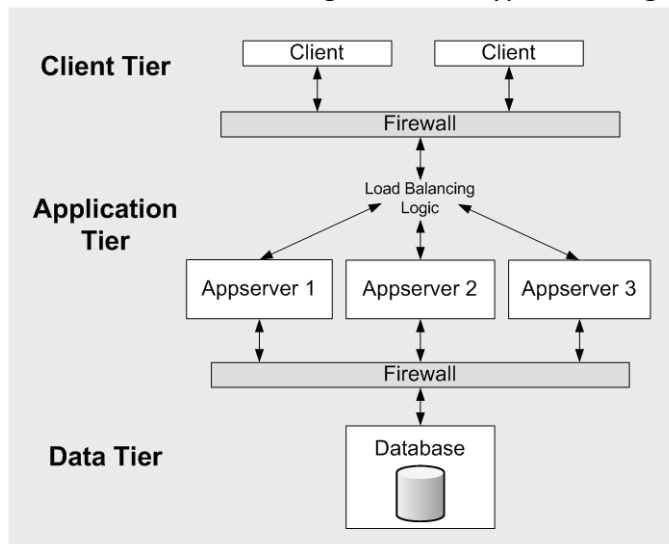 Client Tier
Client
Client
Firewall
Load Balancing
Logic
Application
Tier
Appserver 1
Appserver 2
Appserver 3
Firewall
Data Tier
Database